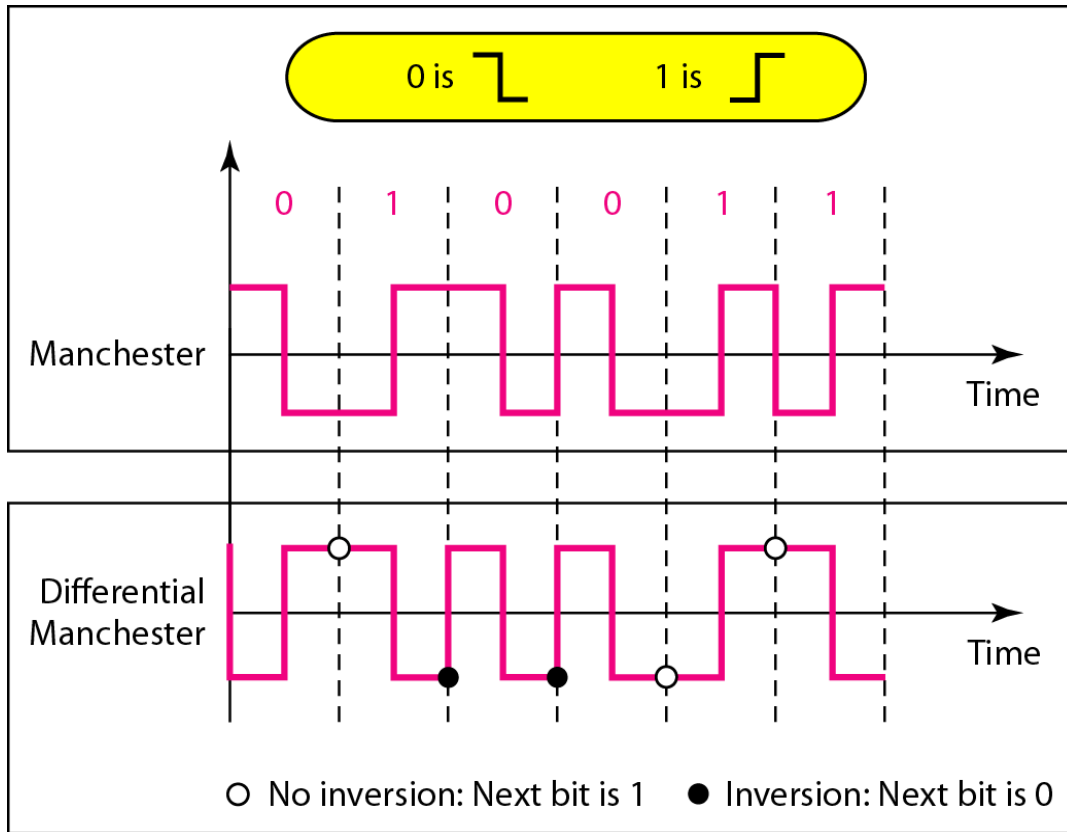 0 is 1 is
0 1 0 0 1 1
Manchester
Time
Differential
Manchester
Time
No inversion: Next bit is 1 Inversion: Next bit is 0